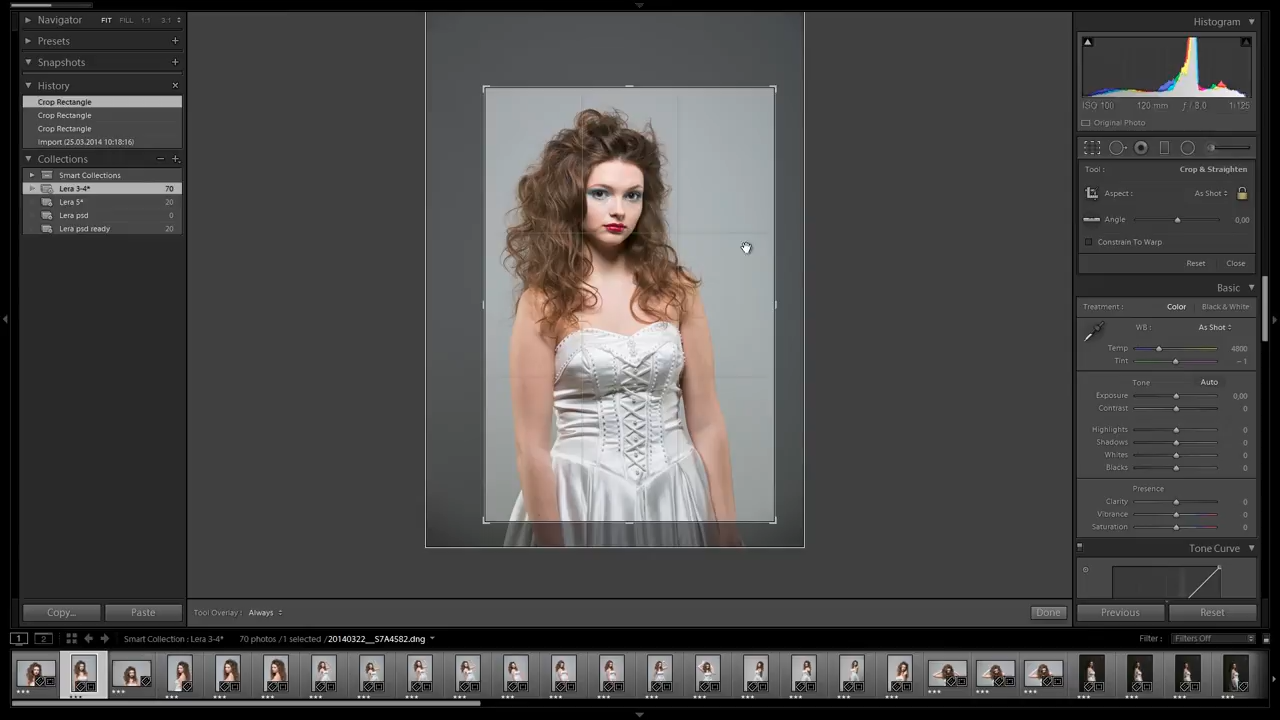 Navigator FIT FILL 1:1 3:1
Presets
Snapshots
History
Crop Rectangle
Crop Rectangle
Crop Rectangle
Import (25.03.2014 10:18:16)
Collections
Smart Collections
Lera 3-4* 70
Lera 5* 20
Lera psd 0
Lera psd ready 20
Copy... Paste
Tool Overlay: Always
Done
Histogram
ISO 100 120 mm ƒ / 8,0 1/125
Original Photo
Tool : Crop & Straighten
Aspect : As Shot
Angle 0,00
Constrain To Warp
Reset Close
Basic
Treatment : Color Black & White
WB : As Shot
Temp 4800
Tint – 1
Tone Auto
Exposure 0,00
Contrast 0
Highlights 0
Shadows 0
Whites 0
Blacks 0
Presence
Clarity 0
Vibrance 0
Saturation 0
Tone Curve
Previous Reset
1 2 Smart Collection : Lera 3-4* 70 photos /1 selected /20140322__S7A4582.dng Filter : Filters Off